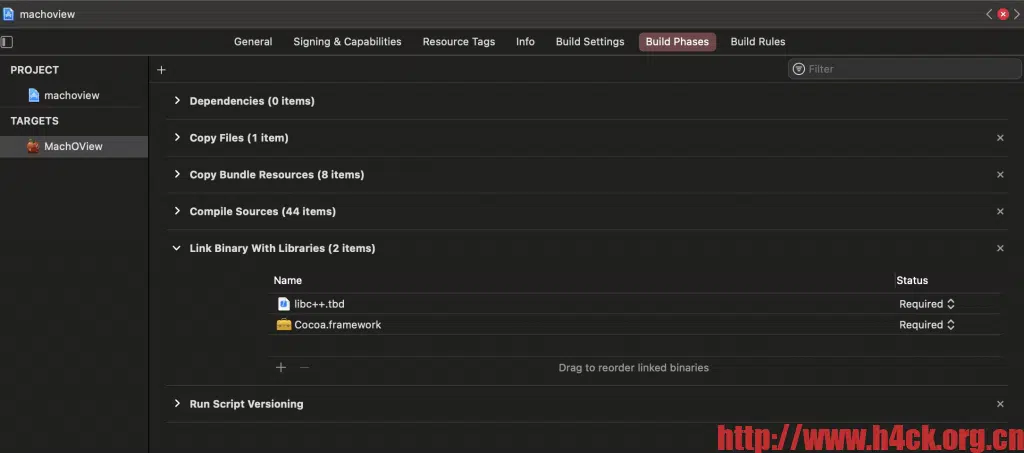 machoview
General Signing & Capabilities Resource Tags Info Build Settings Build Phases Build Rules
PROJECT
machoview
TARGETS
MachOView
Filter
Dependencies (0 items)
Copy Files (1 item)
Copy Bundle Resources (8 items)
Compile Sources (44 items)
Link Binary With Libraries (2 items)
Name Status
libc++.tbd Required
Cocoa.framework Required
Drag to reorder linked binaries
Run Script Versioning
http://www.h4ck.org.cn